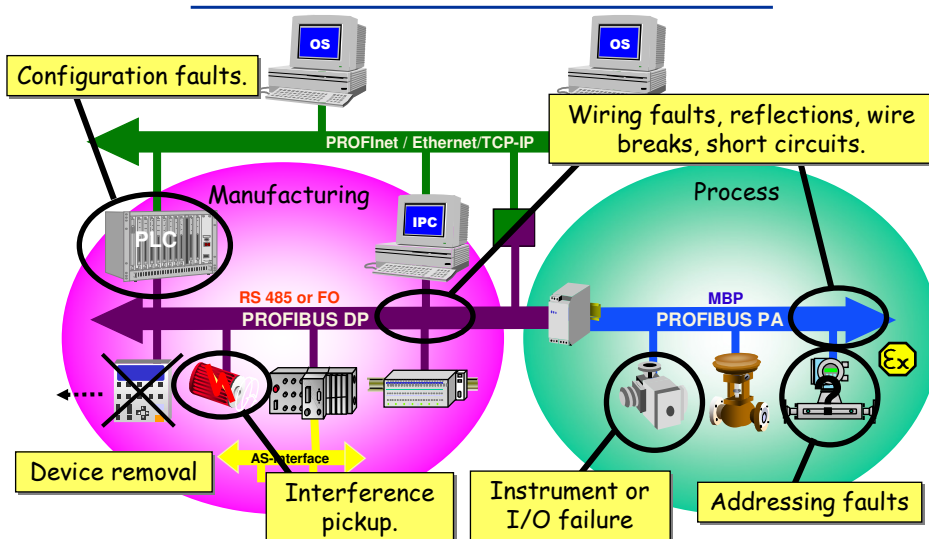 OS
OS
Configuration faults.
Wiring faults, reflections, wire
breaks, short circuits.
PROFInet / Ethernet/TCP-IP
Manufacturing
Process
PLC
IPC
RS 485 or FO
PROFIBUS DP
MBP
PROFIBUS PA
εx
?
AS-Interface
Device removal
Interference
pickup.
Instrument or
I/O failure
Addressing faults